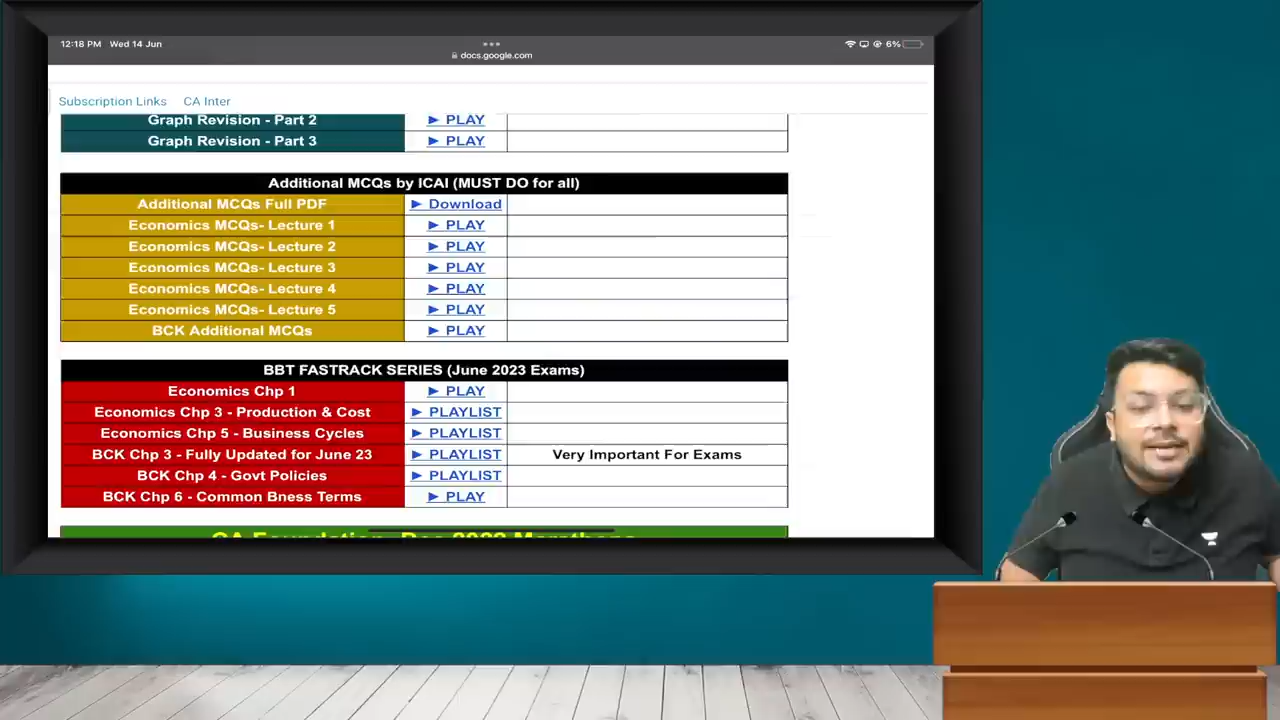 12:18 PM Wed 14 Jun
docs.google.com
6%
Subscription Links CA Inter
Graph Revision - Part 2 ► PLAY
Graph Revision - Part 3 ► PLAY
Additional MCQs by ICAI (MUST DO for all)
Additional MCQs Full PDF ► Download
Economics MCQs- Lecture 1 ► PLAY
Economics MCQs- Lecture 2 ► PLAY
Economics MCQs- Lecture 3 ► PLAY
Economics MCQs- Lecture 4 ► PLAY
Economics MCQs- Lecture 5 ► PLAY
BCK Additional MCQs ► PLAY
BBT FASTRACK SERIES (June 2023 Exams)
Economics Chp 1 ► PLAY
Economics Chp 3 - Production & Cost ► PLAYLIST
Economics Chp 5 - Business Cycles ► PLAYLIST
BCK Chp 3 - Fully Updated for June 23 ► PLAYLIST Very Important For Exams
BCK Chp 4 - Govt Policies ► PLAYLIST
BCK Chp 6 - Common Bness Terms ► PLAY